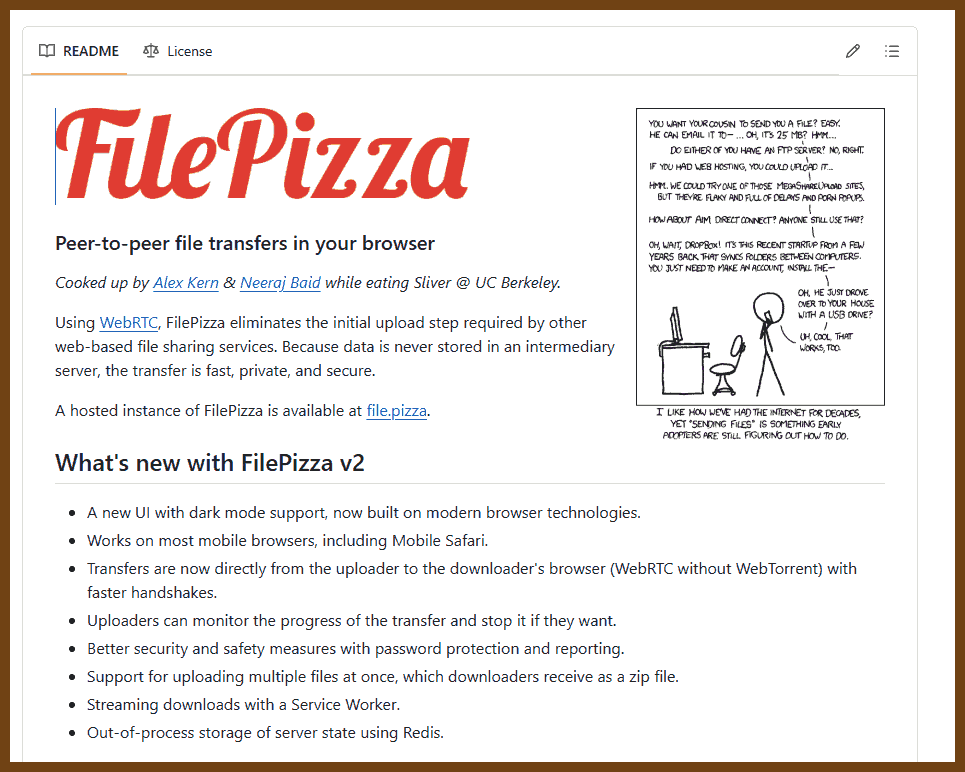 README
License
FilePizza
Peer-to-peer file transfers in your browser
Cooked up by Alex Kern & Neeraj Baid while eating Sliver @ UC Berkeley.
Using WebRTC, FilePizza eliminates the initial upload step required by other
web-based file sharing services. Because data is never stored in an intermediary
server, the transfer is fast, private, and secure.
A hosted instance of FilePizza is available at file.pizza.
YOU WANT YOUR COUSIN TO SEND YOU A FILE? EASY.
HE CAN EMAIL IT TO— ... OH, IT'S 25 MB? HMM...
DO EITHER OF YOU HAVE AN FTP SERVER? NO, RIGHT.
IF YOU HAD WEB HOSTING, YOU COULD UPLOAD IT...
HMM. WE COULD TRY ONE OF THOSE MEGASHAREUPLOAD SITES,
BUT THEY'RE FLAKY AND FULL OF DELAYS AND PORN POPUPS.
HOW ABOUT AIM DIRECT CONNECT? ANYONE STILL USE THAT?
OH, WAIT, DROPBOX! IT'S THIS RECENT STARTUP FROM A FEW
YEARS BACK THAT SYNCS FOLDERS BETWEEN COMPUTERS.
YOU JUST NEED TO MAKE AN ACCOUNT, INSTALL THE—
OH, HE JUST DROVE
OVER TO YOUR HOUSE
WITH A USB DRIVE?
UH, COOL, THAT
WORKS, TOO.
I LIKE HOW WE'VE HAD THE INTERNET FOR DECADES,
YET "SENDING FILES" IS SOMETHING EARLY
ADOPTERS ARE STILL FIGURING OUT HOW TO DO.
What's new with FilePizza v2
• A new UI with dark mode support, now built on modern browser technologies.
• Works on most mobile browsers, including Mobile Safari.
• Transfers are now directly from the uploader to the downloader's browser (WebRTC without WebTorrent) with
faster handshakes.
• Uploaders can monitor the progress of the transfer and stop it if they want.
• Better security and safety measures with password protection and reporting.
• Support for uploading multiple files at once, which downloaders receive as a zip file.
• Streaming downloads with a Service Worker.
• Out-of-process storage of server state using Redis.